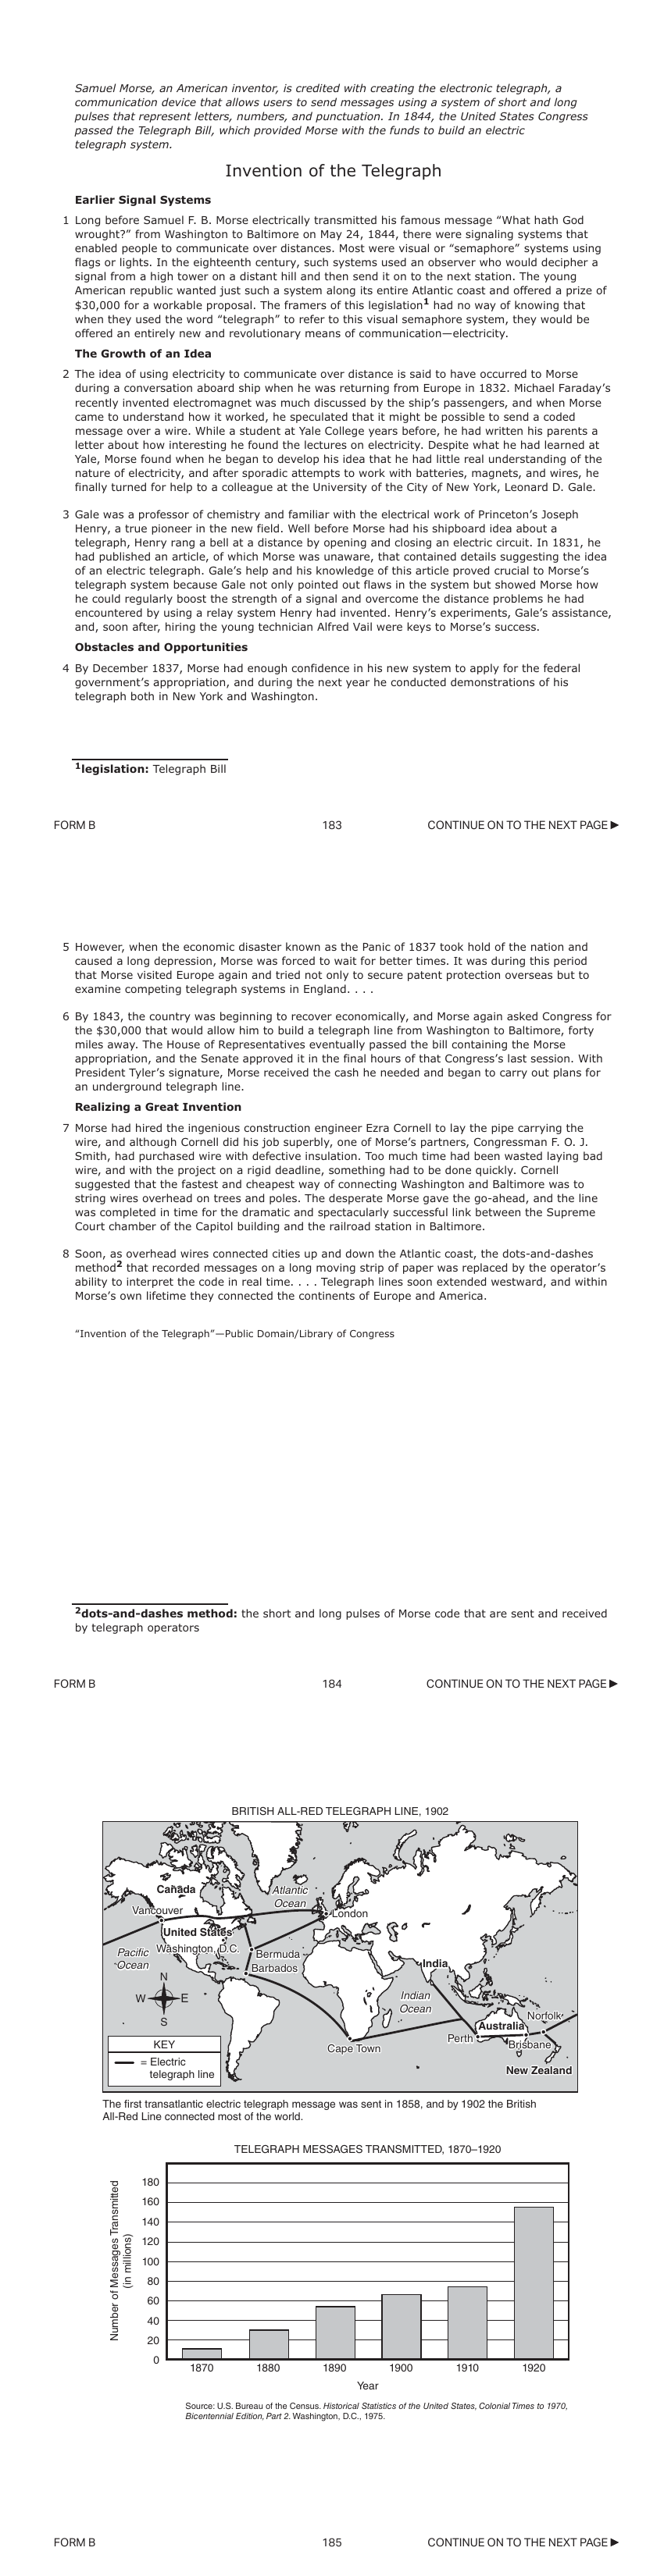 Samuel Morse, an American inventor, is credited with creating the electronic telegraph, a
communication device that allows users to send messages using a system of short and long
pulses that represent letters, numbers, and punctuation. In 1844, the United States Congress
passed the Telegraph Bill, which provided Morse with the funds to build an electric
telegraph system.
Invention of the Telegraph
Earlier Signal Systems
1 Long before Samuel F. B. Morse electrically transmitted his famous message “What hath God
wrought?” from Washington to Baltimore on May 24, 1844, there were signaling systems that
enabled people to communicate over distances. Most were visual or “semaphore” systems using
flags or lights. In the eighteenth century, such systems used an observer who would decipher a
signal from a high tower on a distant hill and then send it on to the next station. The young
American republic wanted just such a system along its entire Atlantic coast and offered a prize of
$30,000 for a workable proposal. The framers of this legislation1 had no way of knowing that
when they used the word “telegraph” to refer to this visual semaphore system, they would be
offered an entirely new and revolutionary means of communication—electricity.
The Growth of an Idea
2 The idea of using electricity to communicate over distance is said to have occurred to Morse
during a conversation aboard ship when he was returning from Europe in 1832. Michael Faraday’s
recently invented electromagnet was much discussed by the ship’s passengers, and when Morse
came to understand how it worked, he speculated that it might be possible to send a coded
message over a wire. While a student at Yale College years before, he had written his parents a
letter about how interesting he found the lectures on electricity. Despite what he had learned at
Yale, Morse found when he began to develop his idea that he had little real understanding of the
nature of electricity, and after sporadic attempts to work with batteries, magnets, and wires, he
finally turned for help to a colleague at the University of the City of New York, Leonard D. Gale.
3 Gale was a professor of chemistry and familiar with the electrical work of Princeton’s Joseph
Henry, a true pioneer in the new field. Well before Morse had his shipboard idea about a
telegraph, Henry rang a bell at a distance by opening and closing an electric circuit. In 1831, he
had published an article, of which Morse was unaware, that contained details suggesting the idea
of an electric telegraph. Gale’s help and his knowledge of this article proved crucial to Morse’s
telegraph system because Gale not only pointed out flaws in the system but showed Morse how
he could regularly boost the strength of a signal and overcome the distance problems he had
encountered by using a relay system Henry had invented. Henry’s experiments, Gale’s assistance,
and, soon after, hiring the young technician Alfred Vail were keys to Morse’s success.
Obstacles and Opportunities
4 By December 1837, Morse had enough confidence in his new system to apply for the federal
government’s appropriation, and during the next year he conducted demonstrations of his
telegraph both in New York and Washington.
1legislation: Telegraph Bill
FORM B 183 CONTINUE ON TO THE NEXT PAGE ►
5 However, when the economic disaster known as the Panic of 1837 took hold of the nation and
caused a long depression, Morse was forced to wait for better times. It was during this period
that Morse visited Europe again and tried not only to secure patent protection overseas but to
examine competing telegraph systems in England. . . .
6 By 1843, the country was beginning to recover economically, and Morse again asked Congress for
the $30,000 that would allow him to build a telegraph line from Washington to Baltimore, forty
miles away. The House of Representatives eventually passed the bill containing the Morse
appropriation, and the Senate approved it in the final hours of that Congress’s last session. With
President Tyler’s signature, Morse received the cash he needed and began to carry out plans for
an underground telegraph line.
Realizing a Great Invention
7 Morse had hired the ingenious construction engineer Ezra Cornell to lay the pipe carrying the
wire, and although Cornell did his job superbly, one of Morse’s partners, Congressman F. O. J.
Smith, had purchased wire with defective insulation. Too much time had been wasted laying bad
wire, and with the project on a rigid deadline, something had to be done quickly. Cornell
suggested that the fastest and cheapest way of connecting Washington and Baltimore was to
string wires overhead on trees and poles. The desperate Morse gave the go-ahead, and the line
was completed in time for the dramatic and spectacularly successful link between the Supreme
Court chamber of the Capitol building and the railroad station in Baltimore.
8 Soon, as overhead wires connected cities up and down the Atlantic coast, the dots-and-dashes
method2 that recorded messages on a long moving strip of paper was replaced by the operator’s
ability to interpret the code in real time. . . . Telegraph lines soon extended westward, and within
Morse’s own lifetime they connected the continents of Europe and America.
“Invention of the Telegraph”—Public Domain/Library of Congress
2dots-and-dashes method: the short and long pulses of Morse code that are sent and received
by telegraph operators
FORM B 184 CONTINUE ON TO THE NEXT PAGE ►
BRITISH ALL-RED TELEGRAPH LINE, 1902
Canada
Atlantic
Ocean
Vancouver
London
United States
Washington, D.C.
Pacific
Ocean
Bermuda
Barbados
India
N
W E
S
Indian
Ocean
Norfolk
Australia
Perth
Brisbane
Cape Town
New Zealand
KEY
= Electric
telegraph line
The first transatlantic electric telegraph message was sent in 1858, and by 1902 the British
All-Red Line connected most of the world.
TELEGRAPH MESSAGES TRANSMITTED, 1870–1920
Number of Messages Transmitted
(in millions)
180
160
140
120
100
80
60
40
20
0
1870 1880 1890 1900 1910 1920
Year
Source: U.S. Bureau of the Census. Historical Statistics of the United States, Colonial Times to 1970,
Bicentennial Edition, Part 2. Washington, D.C., 1975.
FORM B 185 CONTINUE ON TO THE NEXT PAGE ►